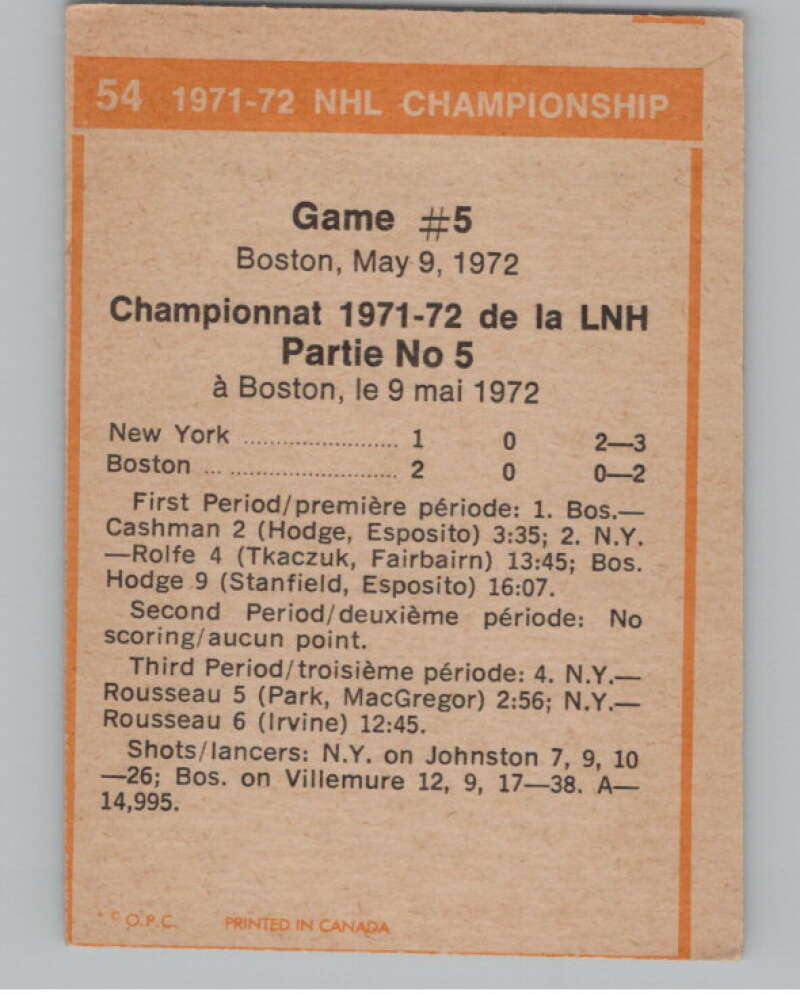 54 1971-72 NHL CHAMPIONSHIP
Game #5
Boston, May 9, 1972
Championnat 1971-72 de la LNH
Partie No 5
à Boston, le 9 mai 1972
New York ........................ 1 0 2—3
Boston ... .......................... 2 0 0—2
First Period/première période: 1. Bos.—
Cashman 2 (Hodge, Esposito) 3:35; 2. N.Y.
—Rolfe 4 (Tkaczuk, Fairbairn) 13:45; Bos.
Hodge 9 (Stanfield, Esposito) 16:07.
Second Period/deuxième période: No
scoring/aucun point.
Third Period/troisième période: 4. N.Y.—
Rousseau 5 (Park, MacGregor) 2:56; N.Y.—
Rousseau 6 (Irvine) 12:45.
Shots/lancers: N.Y. on Johnston 7, 9, 10
—26; Bos. on Villemure 12, 9, 17—38. A—
14,995.
* © O.P.C. PRINTED IN CANADA